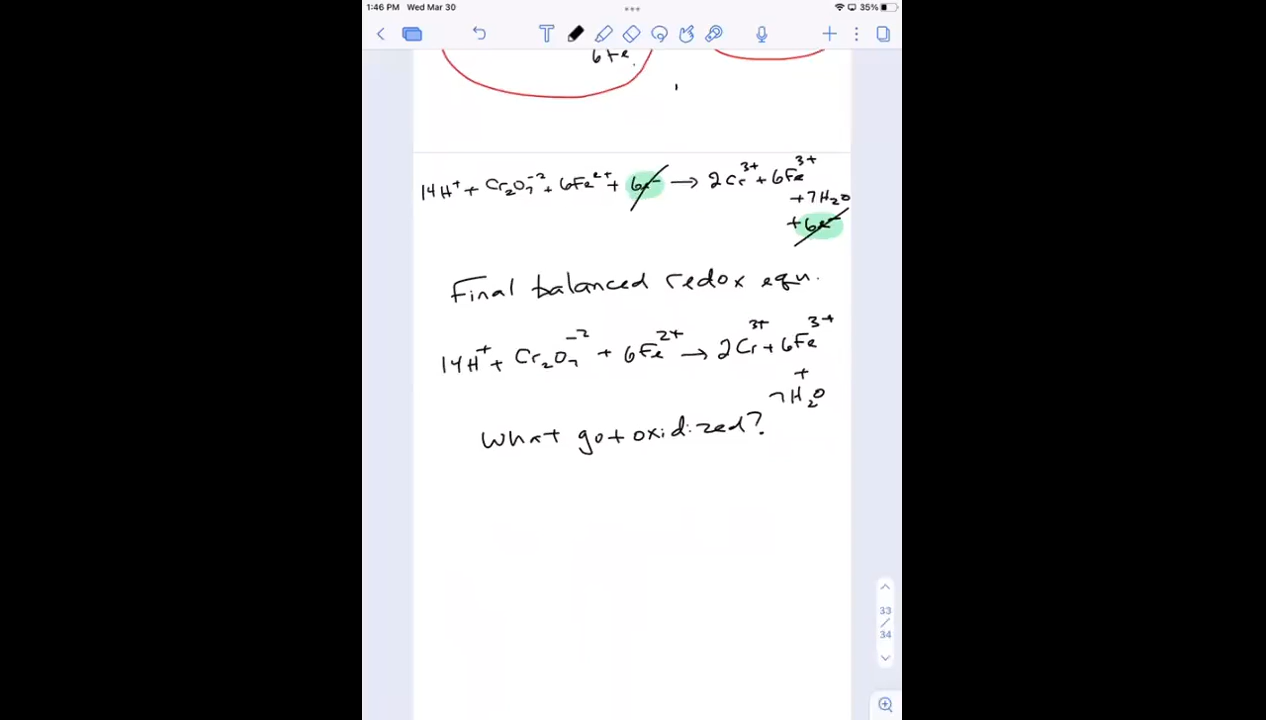 1:46 PM Wed Mar 30
35%
6Fe
14H⁺ + Cr₂O₇⁻² + 6Fe²⁺ + 6e⁻ → 2Cr³⁺ + 6Fe³⁺
+ 7H₂O
+ 6e⁻
Final balanced redox equ.
14H⁺ + Cr₂O₇⁻² + 6Fe²⁺ → 2Cr³⁺ + 6Fe³⁺
+
7H₂O
What got oxidized?
33
/
34